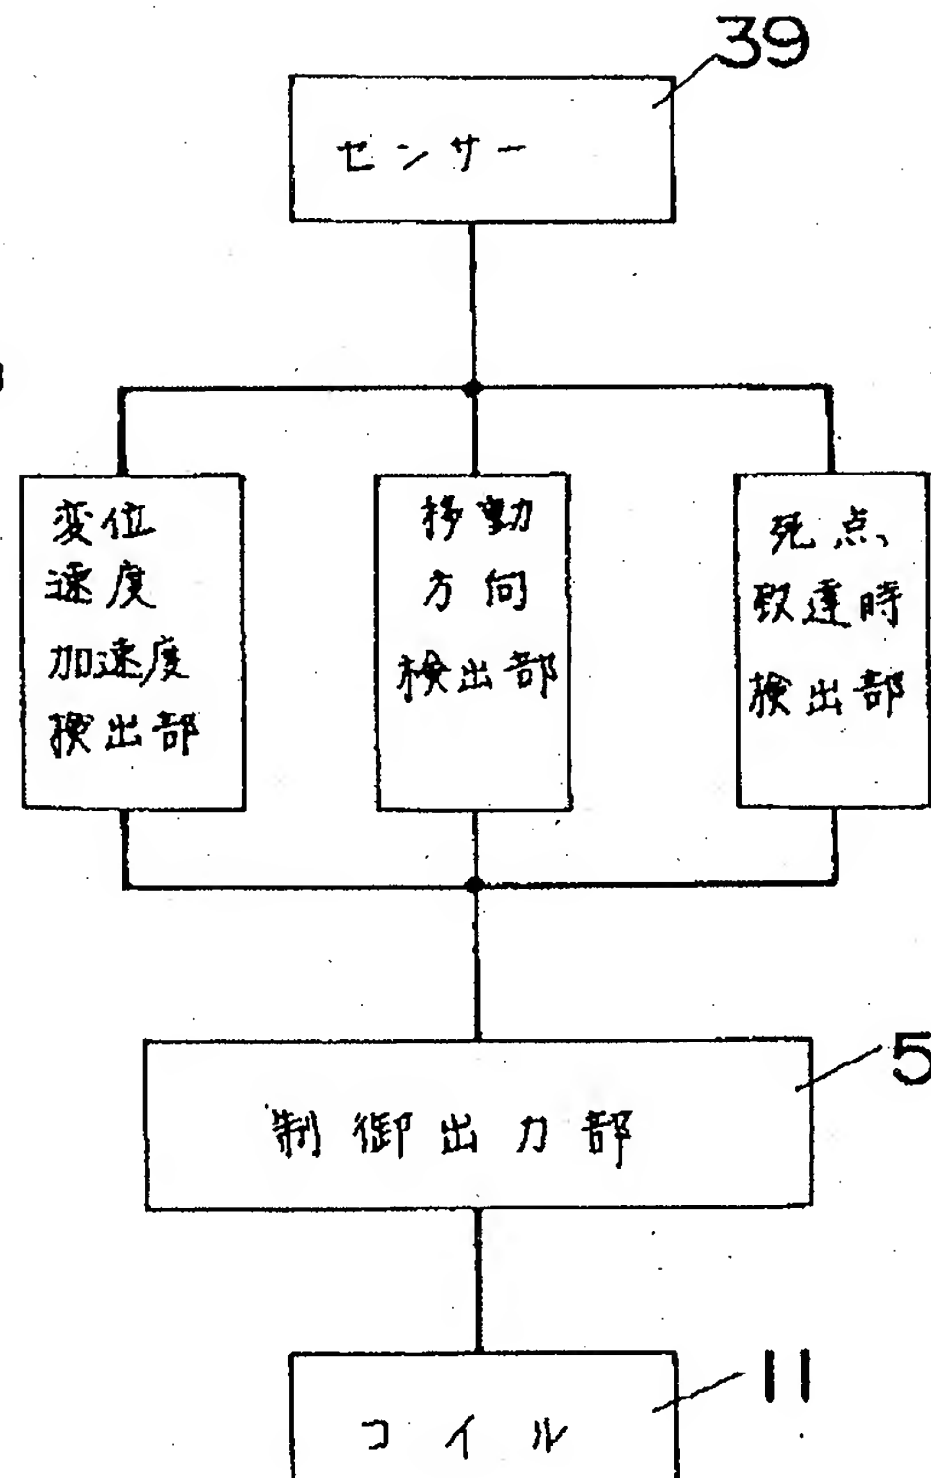 39
センサー
変位
速度
加速度
検出部
移動
方向
検出部
死点
到達時
検出部
5
制御出力部
11
コイル